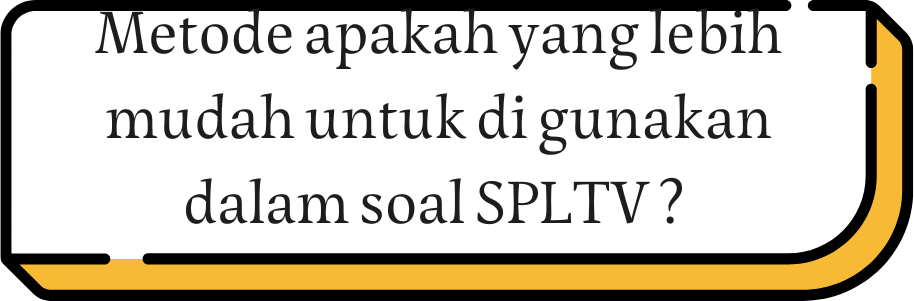 Metode apakah yang lebih
mudah untuk di gunakan
dalam soal SPLTV ?